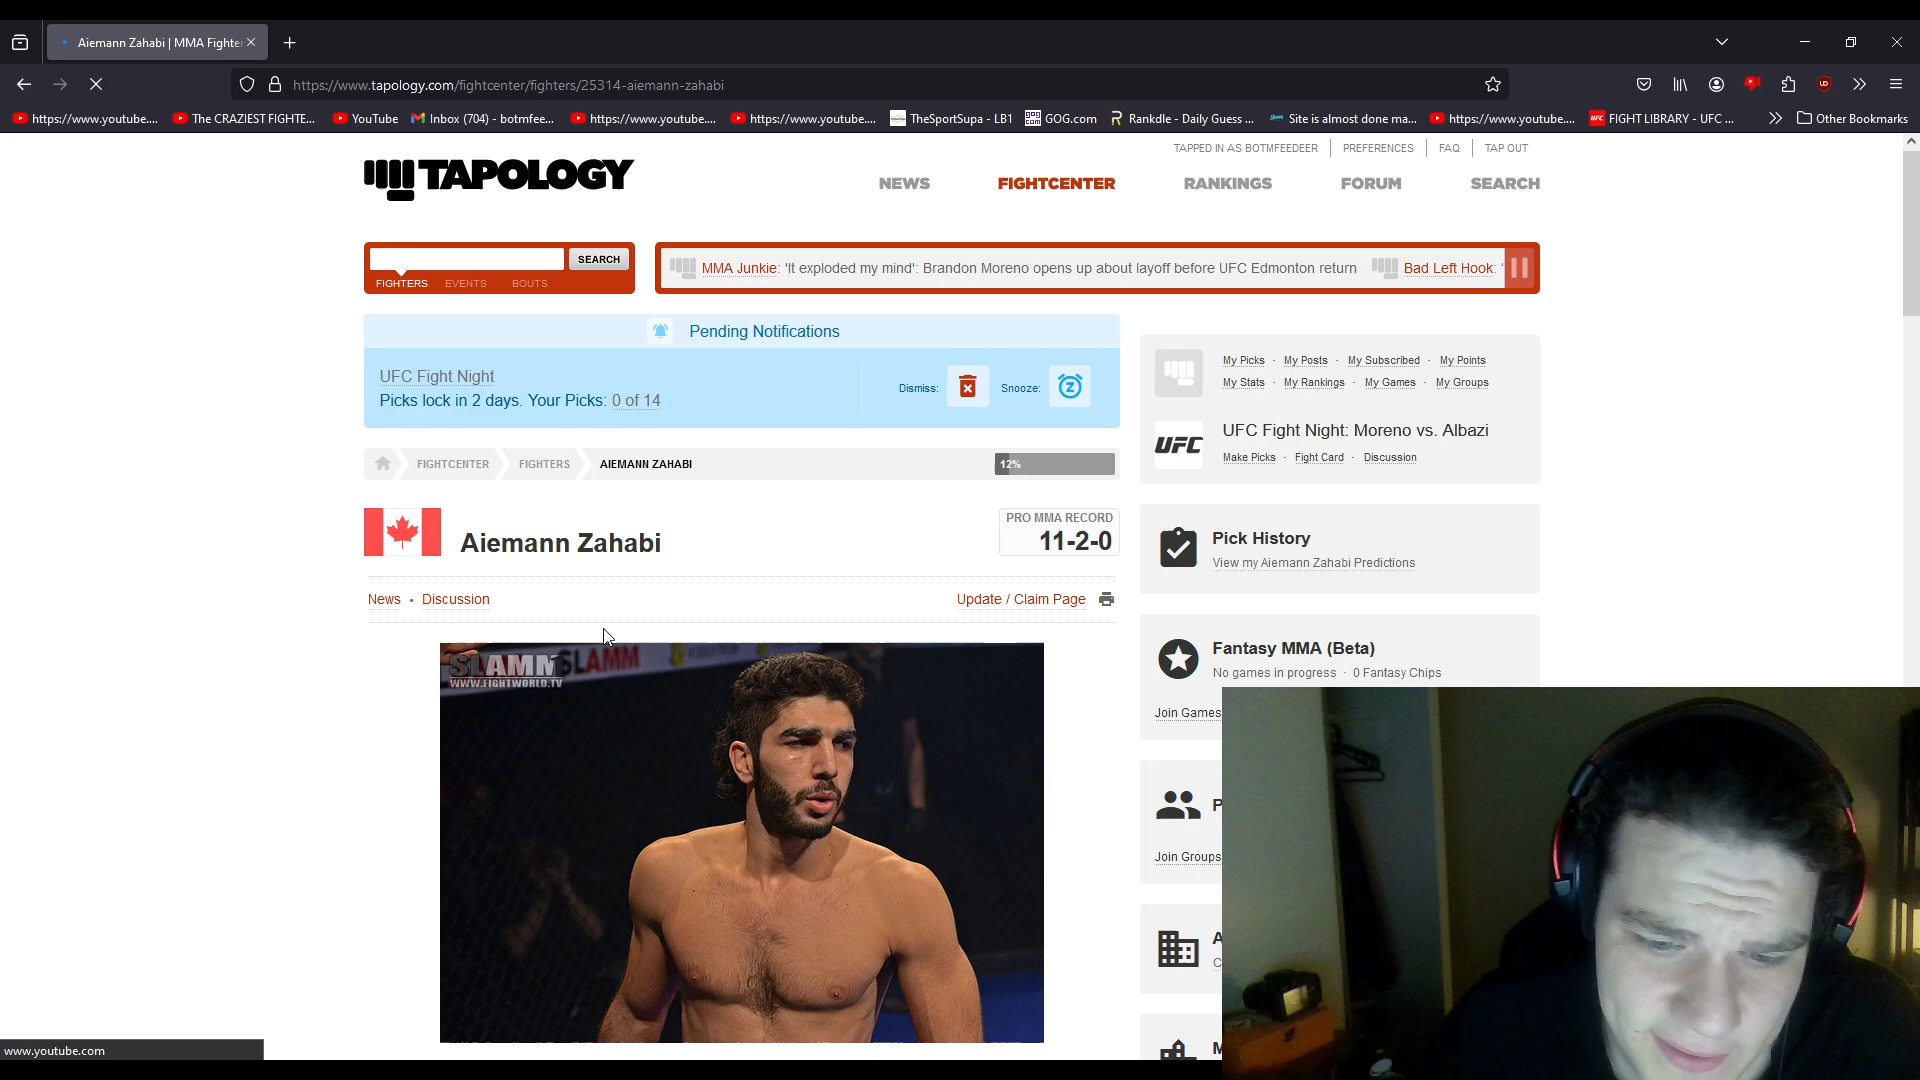 Aiemann Zahabi | MMA Fighter
https://www.tapology.com/fightcenter/fighters/25314-aiemann-zahabi
https://www.youtube....
The CRAZIEST FIGHTE...
YouTube
Inbox (704) - botmfee...
https://www.youtube....
https://www.youtube....
TheSportSupa - LB1
GOG.com
Rankdle - Daily Guess ...
Site is almost done ma...
https://www.youtube....
FIGHT LIBRARY - UFC ...
Other Bookmarks
TAPPED IN AS BOTMFEEDEER
PREFERENCES
FAQ
TAP OUT
TAPOLOGY
NEWS
FIGHTCENTER
RANKINGS
FORUM
SEARCH
SEARCH
FIGHTERS
EVENTS
BOUTS
MMA Junkie: 'It exploded my mind': Brandon Moreno opens up about layoff before UFC Edmonton return
Bad Left Hook: '
Pending Notifications
UFC Fight Night
Picks lock in 2 days. Your Picks: 0 of 14
Dismiss:
Snooze:
My Picks · My Posts · My Subscribed · My Points
My Stats · My Rankings · My Games · My Groups
UFC
UFC Fight Night: Moreno vs. Albazi
Make Picks · Fight Card · Discussion
FIGHTCENTER
FIGHTERS
AIEMANN ZAHABI
12%
Aiemann Zahabi
PRO MMA RECORD
11-2-0
News • Discussion
Update / Claim Page
Pick History
View my Aiemann Zahabi Predictions
Fantasy MMA (Beta)
No games in progress · 0 Fantasy Chips
Join Games
P
Join Groups
A
C
M
SLAMM
SLAMM
WWW.FIGHTWORLD.TV
www.youtube.com